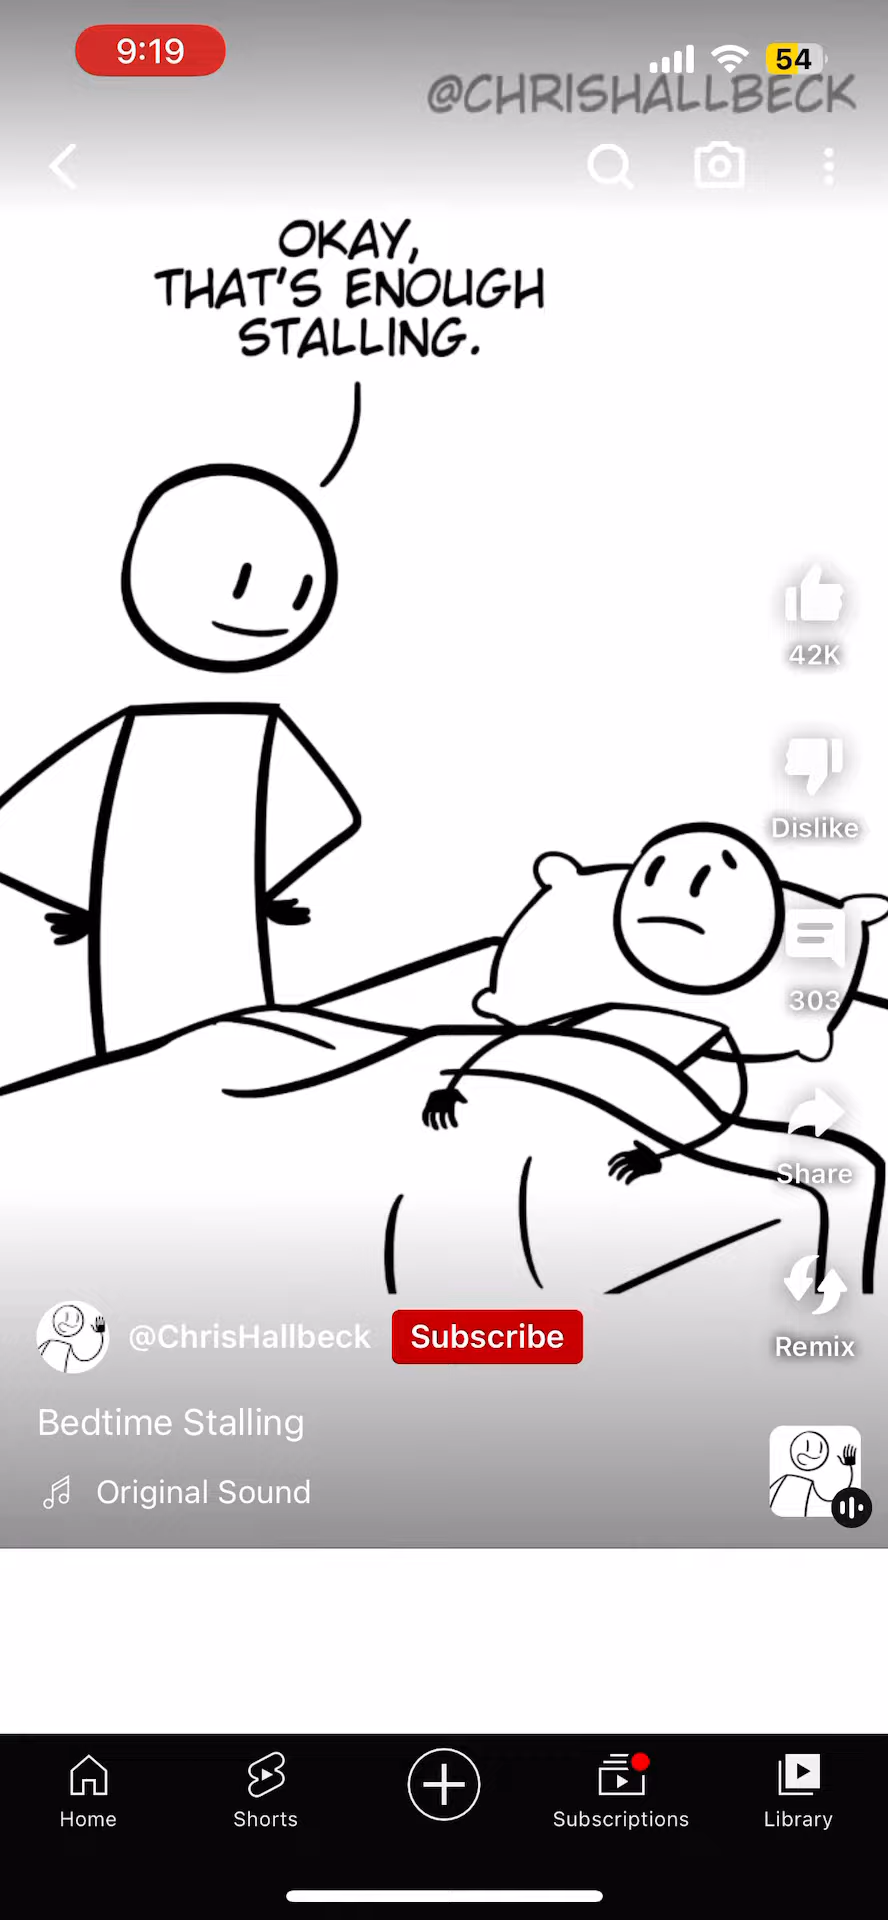 9:19
54
@CHRISHALLBECK
OKAY,
THAT'S ENOUGH
STALLING.
42K
Dislike
303
Share
Remix
@ChrisHallbeck
Subscribe
Bedtime Stalling
Original Sound
Home
Shorts
Subscriptions
Library